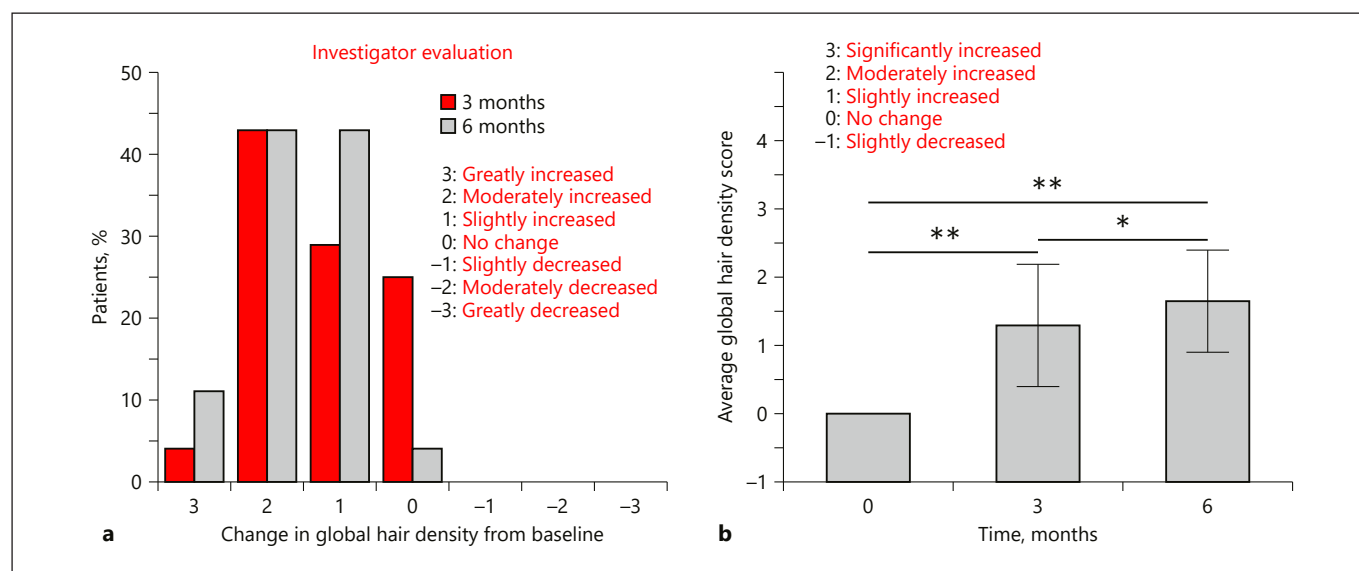 Investigator evaluation
50
40
30
20
10
0
Patients, %
3 months
6 months
3: Greatly increased
2: Moderately increased
1: Slightly increased
0: No change
–1: Slightly decreased
–2: Moderately decreased
–3: Greatly decreased
3 2 1 0 –1 –2 –3
a Change in global hair density from baseline
3: Significantly increased
2: Moderately increased
1: Slightly increased
0: No change
–1: Slightly decreased
4
3
2
1
0
–1
Average global hair density score
**
** *
0 3 6
b Time, months